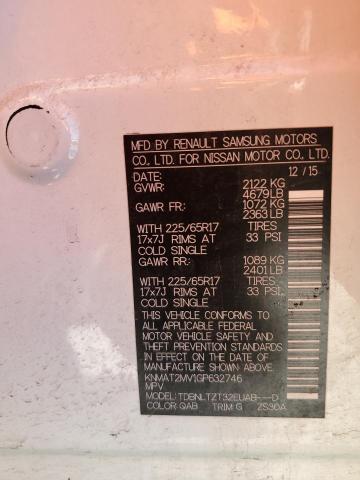 MFD BY RENAULT SAMSUNG MOTORS
CO., LTD. FOR NISSAN MOTOR CO., LTD.
DATE: 12 / 15
GVWR: 2122 KG
4679 LB
GAWR FR: 1072 KG
2363 LB
WITH 225/65R17 TIRES
17x7J RIMS AT 33 PSI
COLD SINGLE
GAWR RR: 1089 KG
2401 LB
WITH 225/65R17 TIRES
17x7J RIMS AT 33 PSI
COLD SINGLE
THIS VEHICLE CONFORMS TO
ALL APPLICABLE FEDERAL
MOTOR VEHICLE SAFETY BUMPER,
AND THEFT PREVENTION STANDARDS
IN EFFECT ON THE DATE OF
MANUFACTURE SHOWN ABOVE.
KNMAT2MV1GP632746
MPV
MODEL: TDBNLTZT32EUAB-----D
COLOR: QAB TRIM: G ZS30A